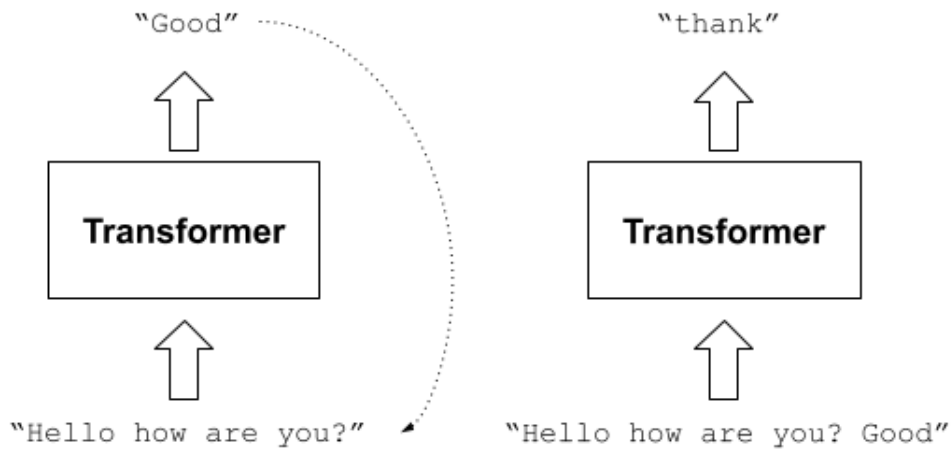 “Good”
“thank”
Transformer
Transformer
“Hello how are you?”
“Hello how are you? Good”